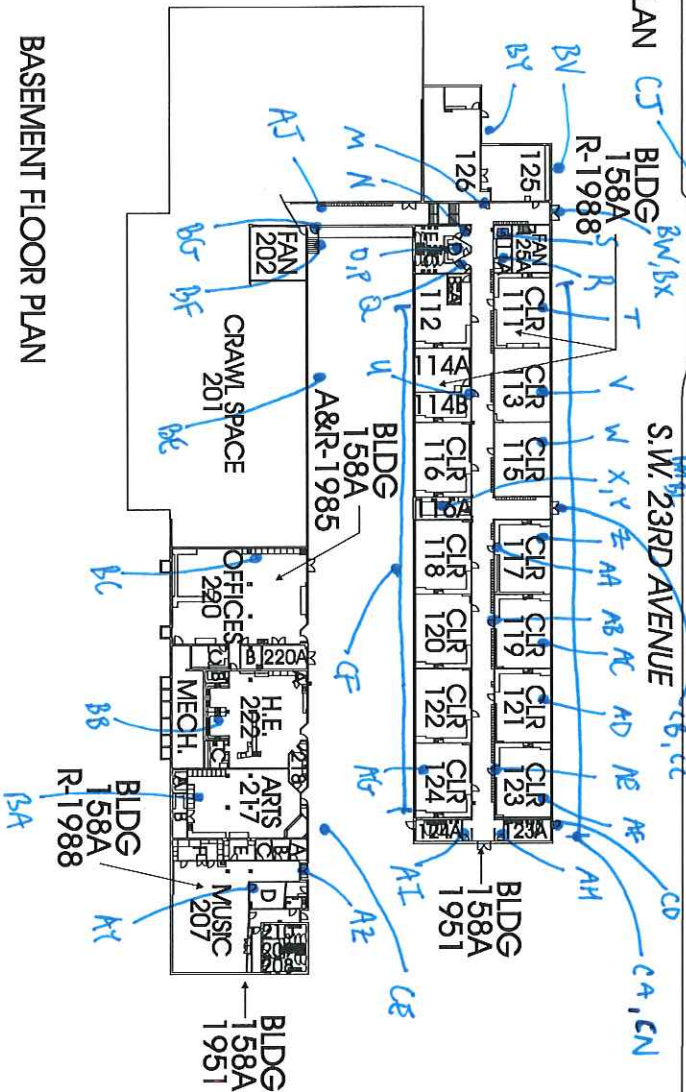 LAN
CJ
S.W. 23RD AVENUE
BV
BY
BW, BX
CB, CC
CD
CA, CN
BLDG
158A
R-1988
M
N
O,P
Q
S
R
T
V
W
X,Y
Z
AA
AB
AC
AD
AE
AF
AH
125
126
FAN
125A
CLR
111
CLR
113
CLR
115
CLR
117
CLR
119
CLR
121
CLR
123
123A
112
114A
114B
CLR
116
116A
CLR
118
CLR
120
CLR
122
CLR
124
124A
BLDG
158A
1951
U
AG
AI
AJ
CF
CE
BG
BF
BE
BLDG
158A
A&R-1985
FAN
202
CRAWL SPACE
201
OFFICES
220
B
220A
C
H.E.
222
218
MECH.
ARTS
217
MUSIC
207
D
208
BC
BB
BA
AY
AZ
BLDG
158A
R-1988
BLDG
158A
1951
BASEMENT FLOOR PLAN